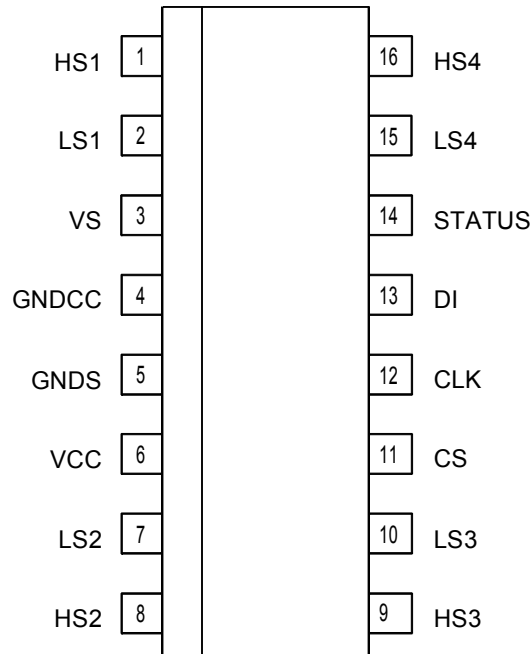 HS1 1 16 HS4
LS1 2 15 LS4
VS 3 14 STATUS
GNDCC 4 13 DI
GNDS 5 12 CLK
VCC 6 11 CS
LS2 7 10 LS3
HS2 8 9 HS3